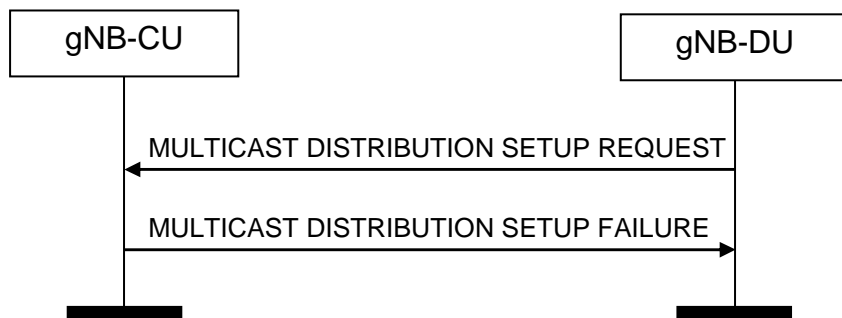 gNB-CU
gNB-DU
MULTICAST DISTRIBUTION SETUP REQUEST
MULTICAST DISTRIBUTION SETUP FAILURE